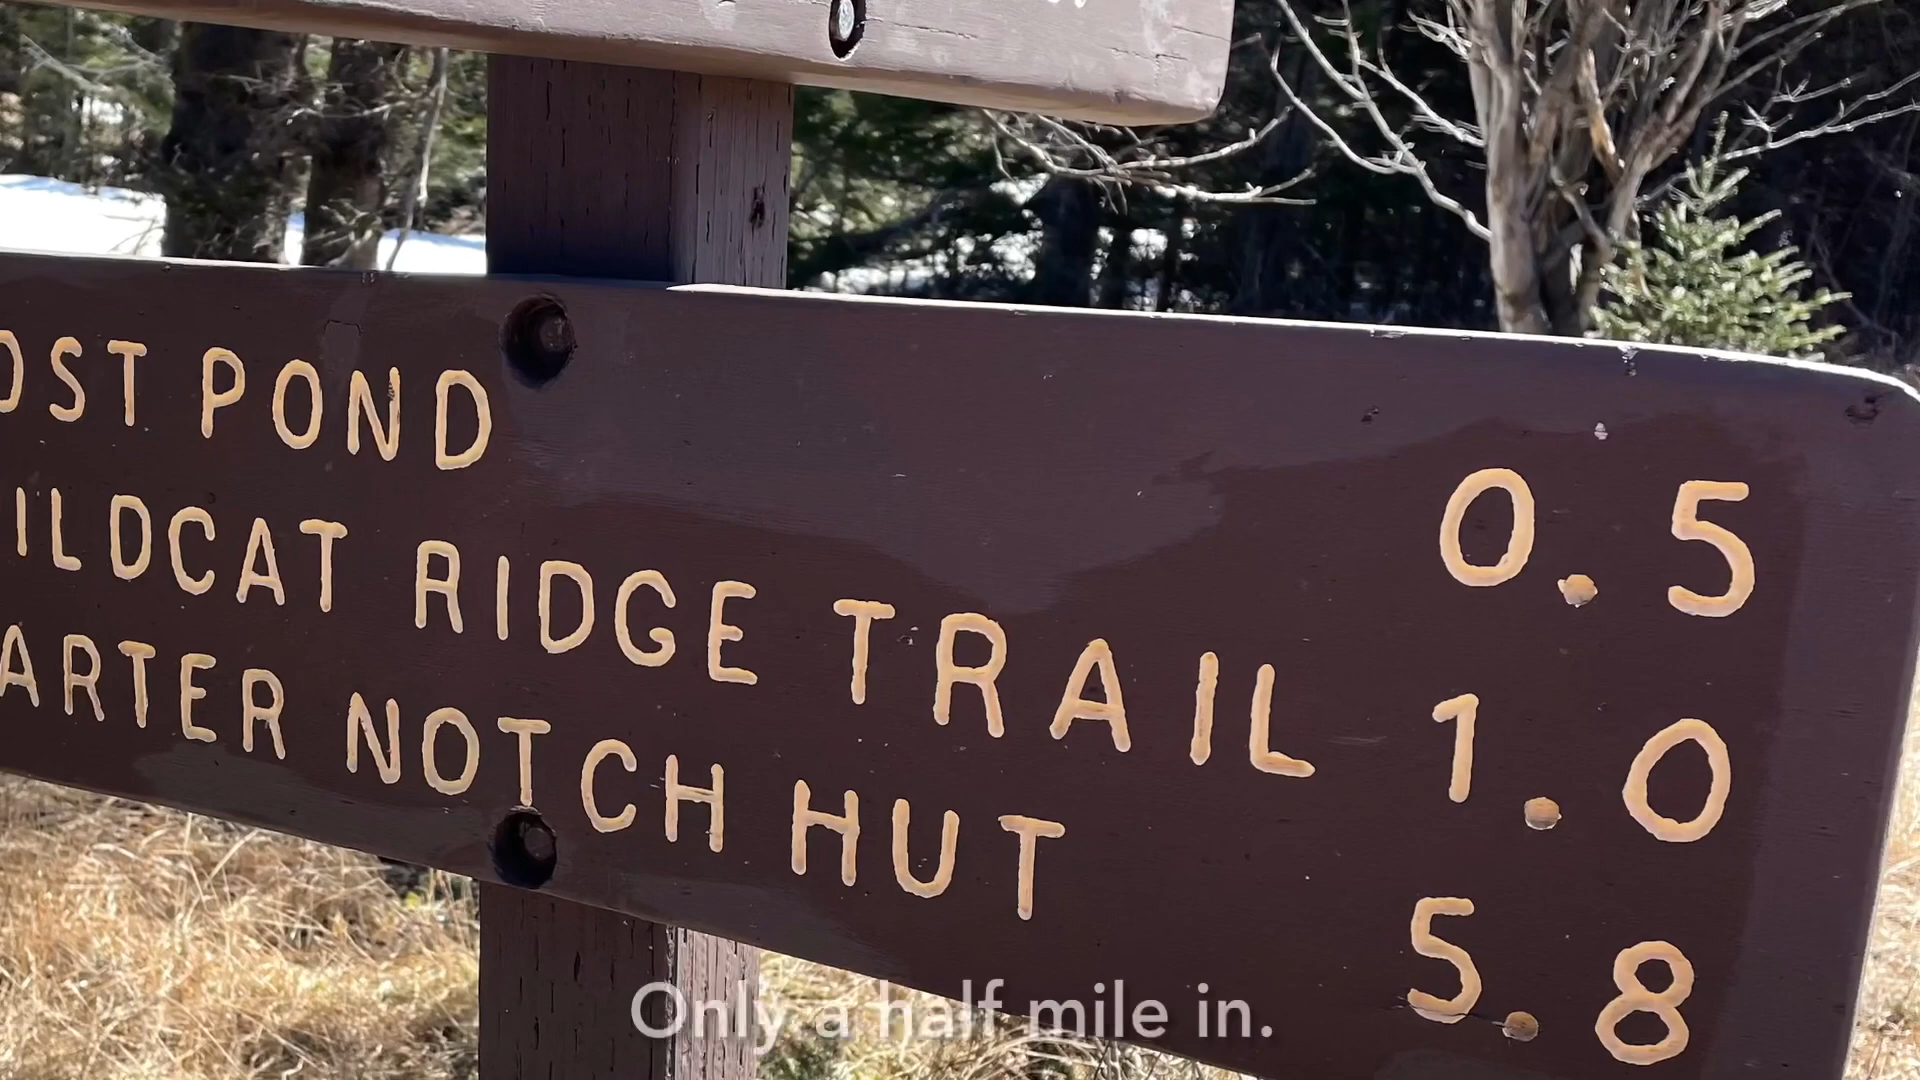 OST POND 0.5
ILDCAT RIDGE TRAIL 1.0
ARTER NOTCH HUT 5.8
Only a half mile in.